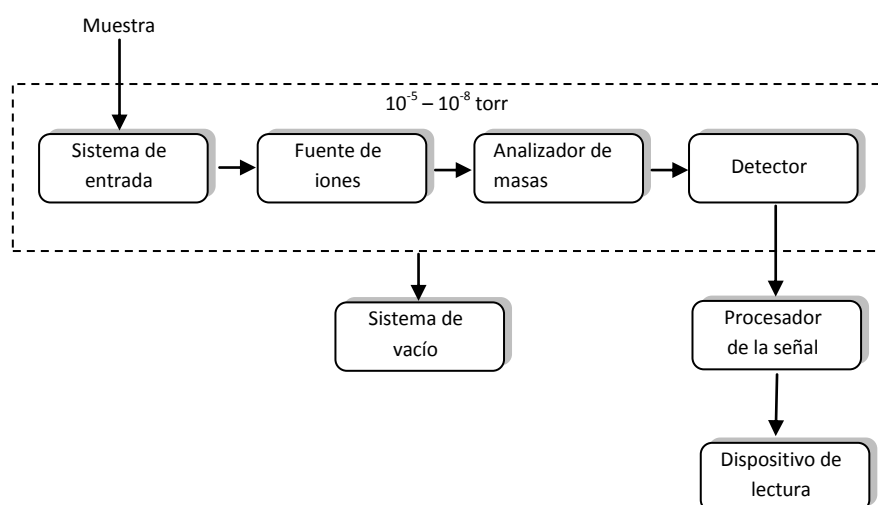 Muestra
10⁻⁵ – 10⁻⁸ torr
Sistema de
entrada
Fuente de
iones
Analizador de
masas
Detector
Sistema de
vacío
Procesador
de la señal
Dispositivo de
lectura